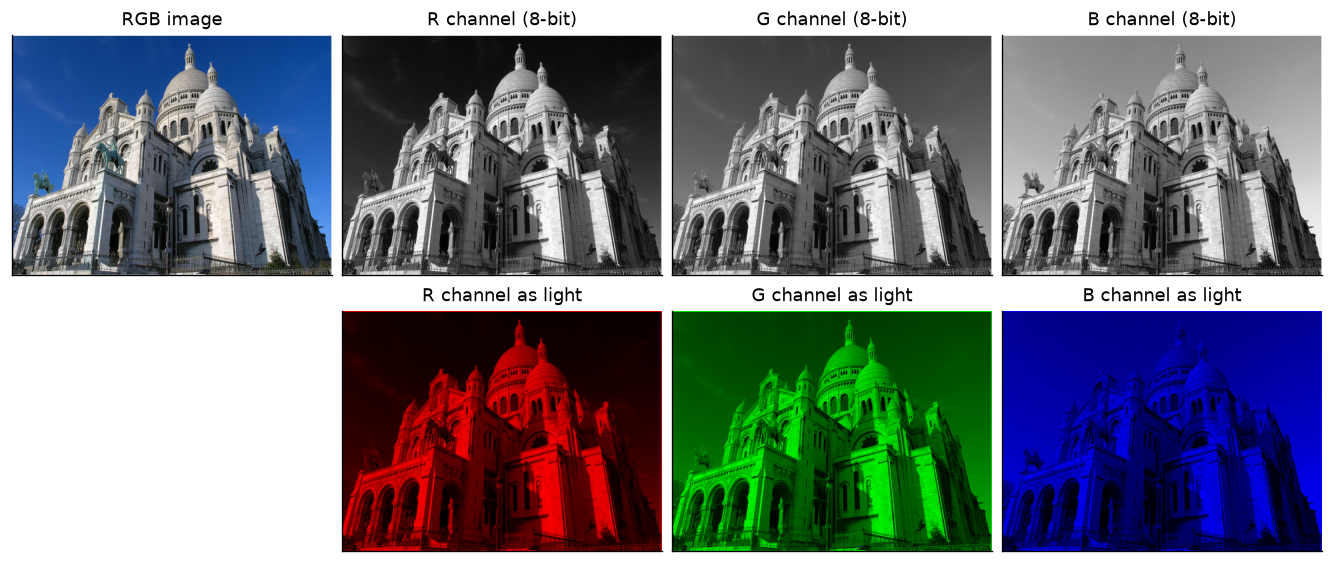 RGB image
R channel (8-bit)
G channel (8-bit)
B channel (8-bit)
R channel as light
G channel as light
B channel as light